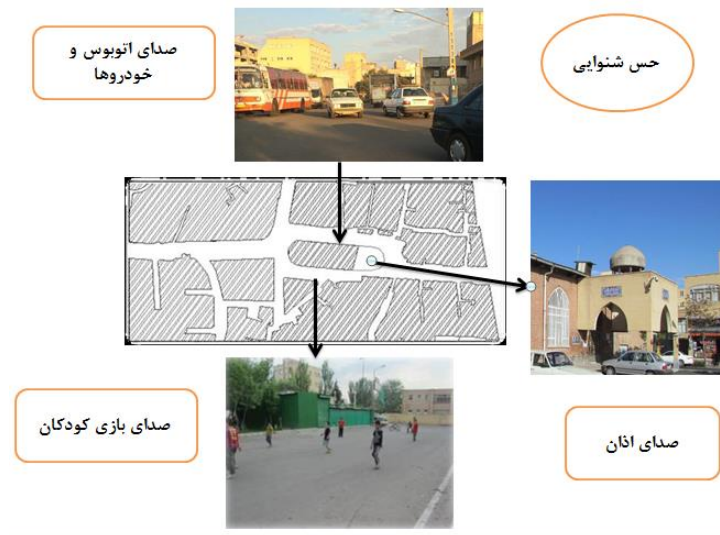 حس شنوایی
صدای اتوبوس و
خودروها
صدای بازی کودکان
صدای اذان